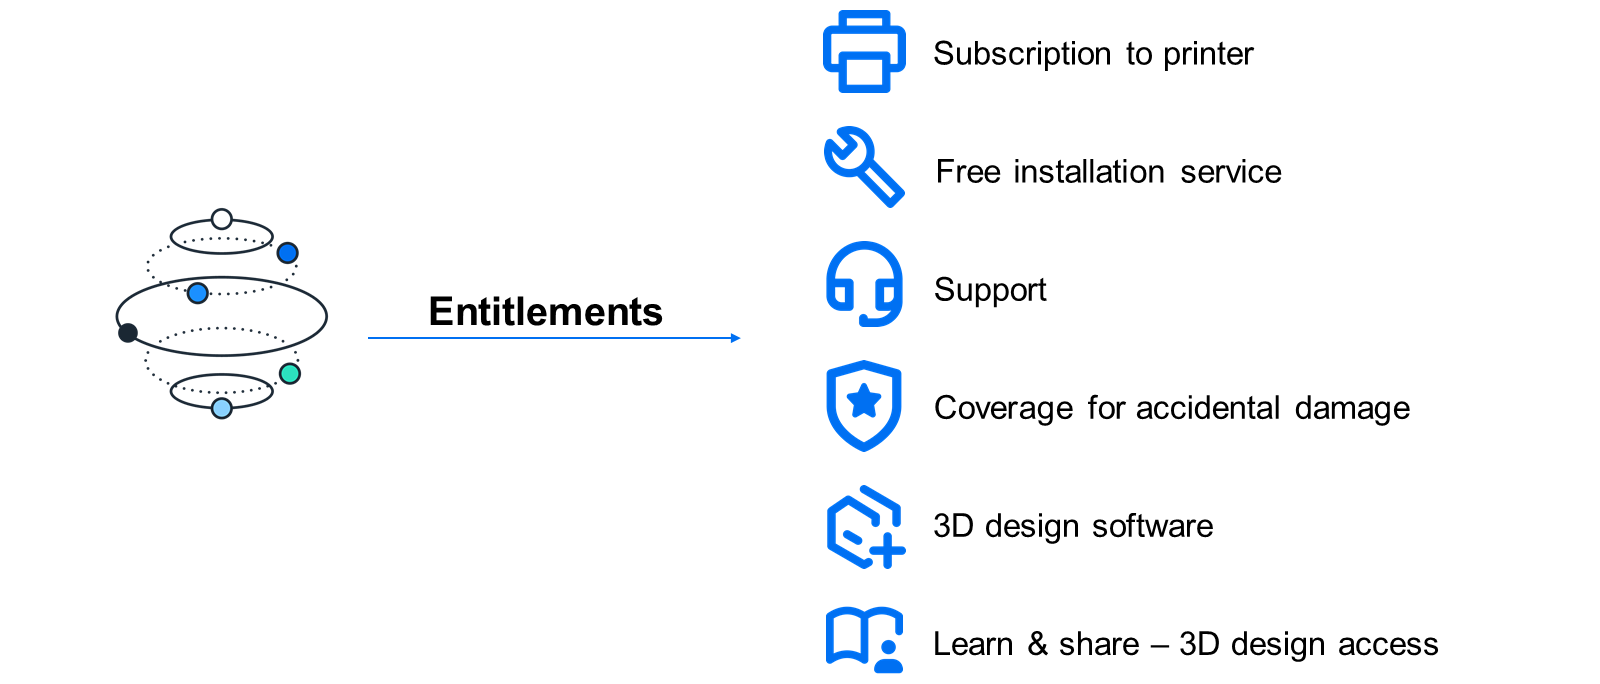 Subscription to printer
Free installation service
Entitlements
Support
Coverage for accidental damage
3D design software
Learn & share – 3D design access